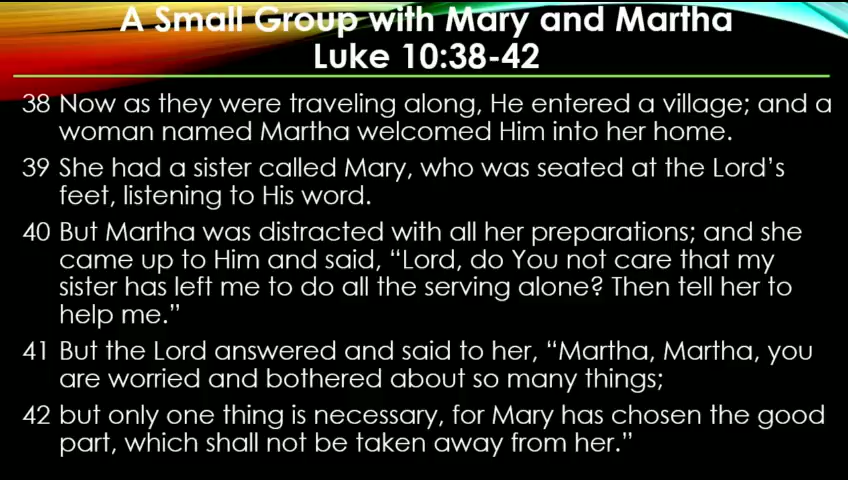 A Small Group with Mary and Martha
Luke 10:38-42
38 Now as they were traveling along, He entered a village; and a
woman named Martha welcomed Him into her home.
39 She had a sister called Mary, who was seated at the Lord’s
feet, listening to His word.
40 But Martha was distracted with all her preparations; and she
came up to Him and said, “Lord, do You not care that my
sister has left me to do all the serving alone? Then tell her to
help me.”
41 But the Lord answered and said to her, “Martha, Martha, you
are worried and bothered about so many things;
42 but only one thing is necessary, for Mary has chosen the good
part, which shall not be taken away from her.”